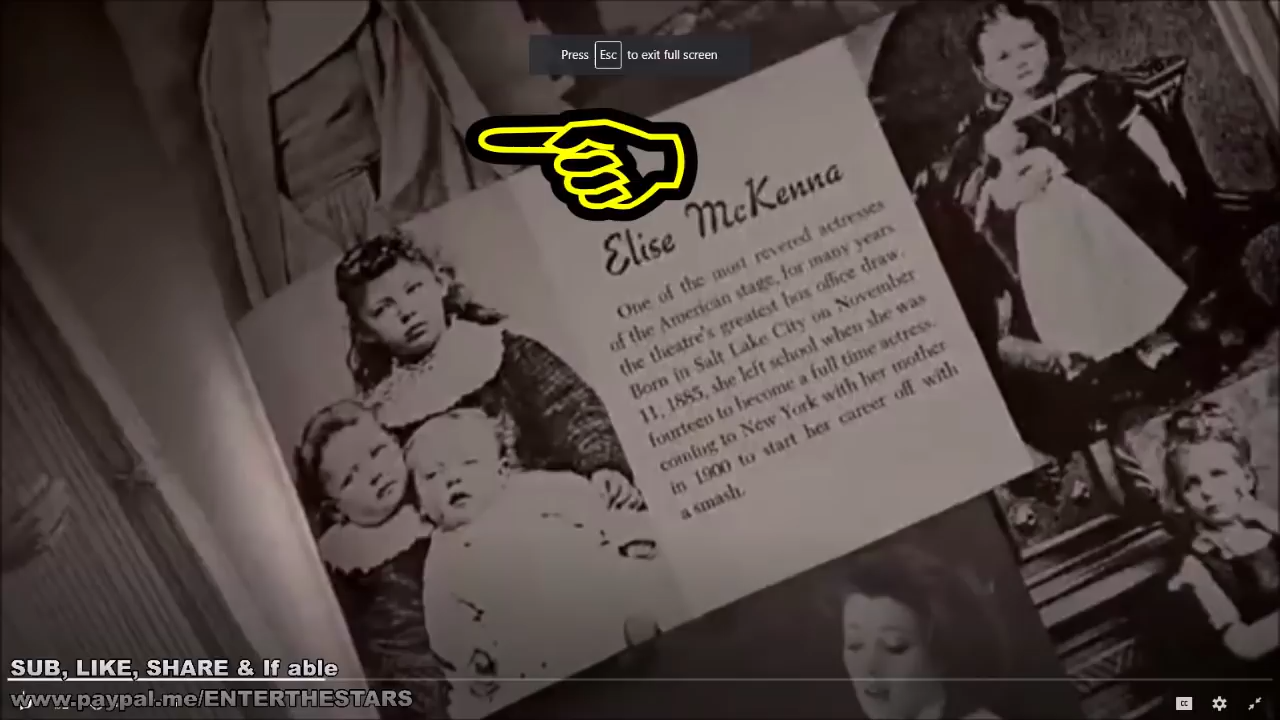 Press Esc to exit full screen
Elise McKenna
One of the most revered actresses
of the American stage, for many years
the theatre's greatest box office draw.
Born in Salt Lake City on November
11, 1885, she left school when she was
fourteen to become a full time actress.
coming to New York with her mother
in 1900 to start her career off with
a smash.
SUB, LIKE, SHARE & If able
www.paypal.me/ENTERTHESTARS
CC